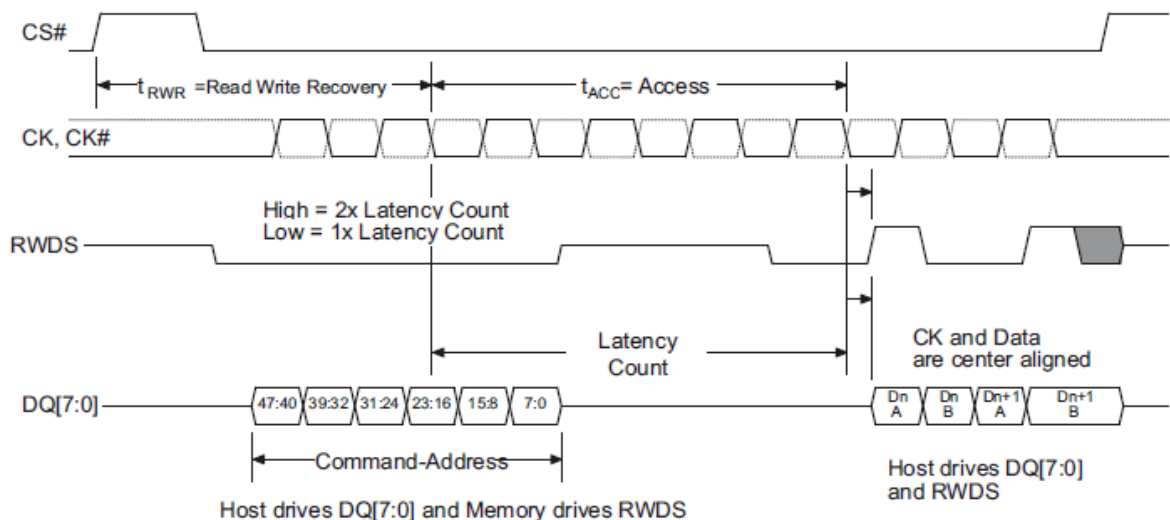 CS#
tRWR =Read Write Recovery
tACC= Access
CK, CK#
High = 2x Latency Count
Low = 1x Latency Count
RWDS
Latency
Count
CK and Data
are center aligned
DQ[7:0]
47:40 39:32 31:24 23:16 15:8 7:0
Dn Dn Dn+1 Dn+1
A B A B
Command-Address
Host drives DQ[7:0]
and RWDS
Host drives DQ[7:0] and Memory drives RWDS